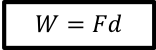 W = Fd